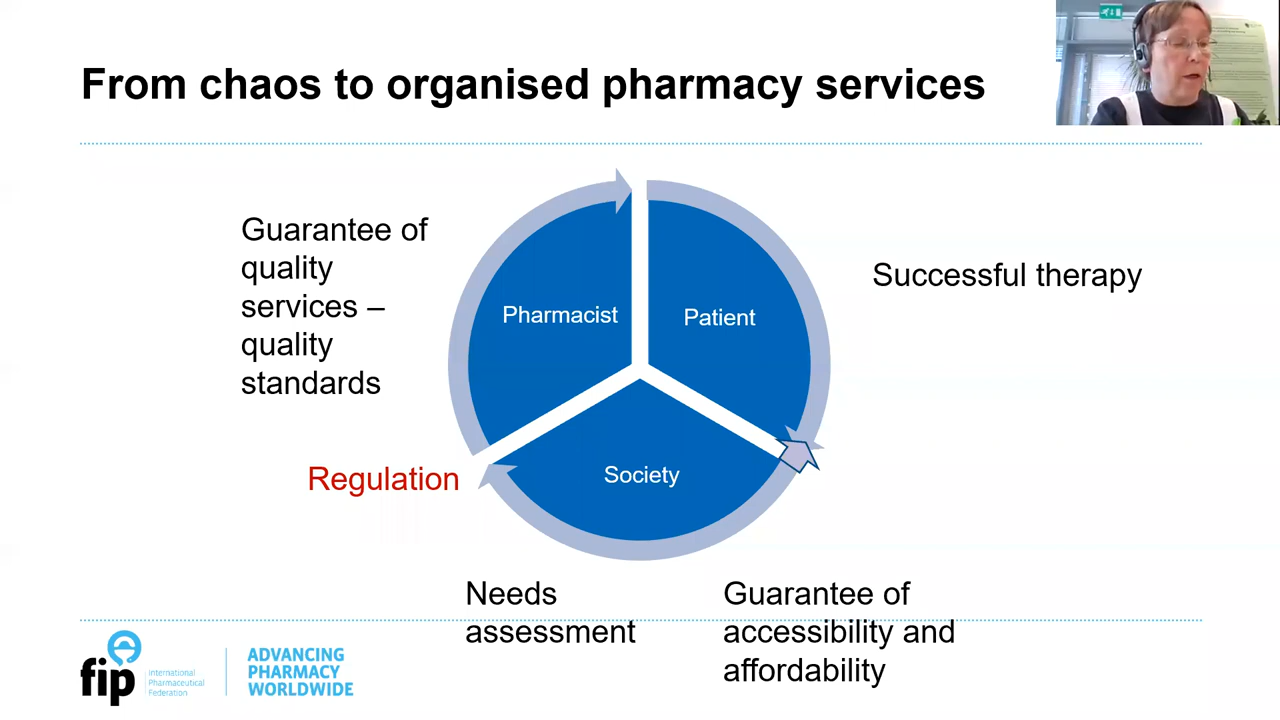 From chaos to organised pharmacy services
Guarantee of
quality
services –
quality
standards
Pharmacist
Patient
Successful therapy
Society
Regulation
Needs
assessment
Guarantee of
accessibility and
affordability
fip
International
Pharmaceutical
Federation
ADVANCING
PHARMACY
WORLDWIDE